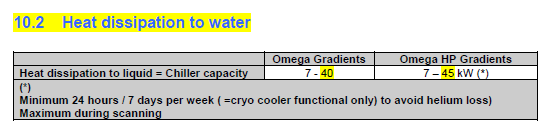 10.2 Heat dissipation to water
Omega Gradients Omega HP Gradients
Heat dissipation to liquid = Chiller capacity 7 - 40 7 – 45 kW (*)
(*)
Minimum 24 hours / 7 days per week ( =cryo cooler functional only) to avoid helium loss)
Maximum during scanning